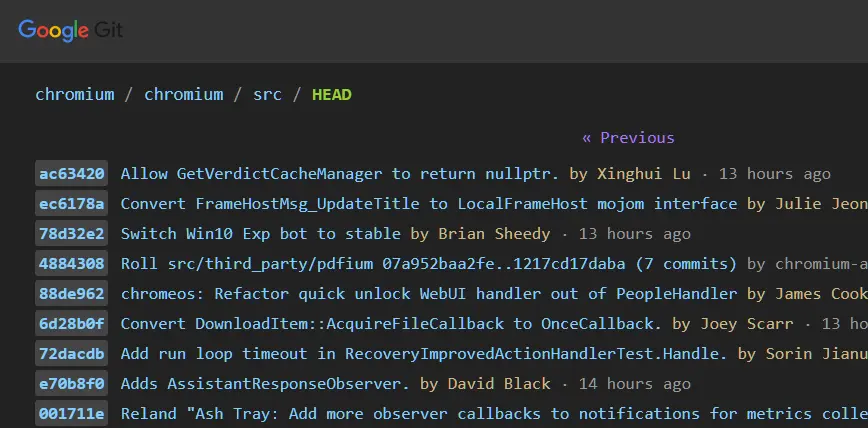 Google Git
chromium / chromium / src / HEAD
« Previous
ac63420 Allow GetVerdictCacheManager to return nullptr. by Xinghui Lu · 13 hours ago
ec6178a Convert FrameHostMsg_UpdateTitle to LocalFrameHost mojom interface by Julie Jeon
78d32e2 Switch Win10 Exp bot to stable by Brian Sheedy · 13 hours ago
4884308 Roll src/third_party/pdfium 07a952baa2fe..1217cd17daba (7 commits) by chromium-a
88de962 chromeos: Refactor quick unlock WebUI handler out of PeopleHandler by James Cook
6d28b0f Convert DownloadItem::AcquireFileCallback to OnceCallback. by Joey Scarr · 13 ho
72dacdb Add run loop timeout in RecoveryImprovedActionHandlerTest.Handle. by Sorin Jianu
e70b8f0 Adds AssistantResponseObserver. by David Black · 14 hours ago
001711e Reland "Ash Tray: Add more observer callbacks to notifications for metrics colle